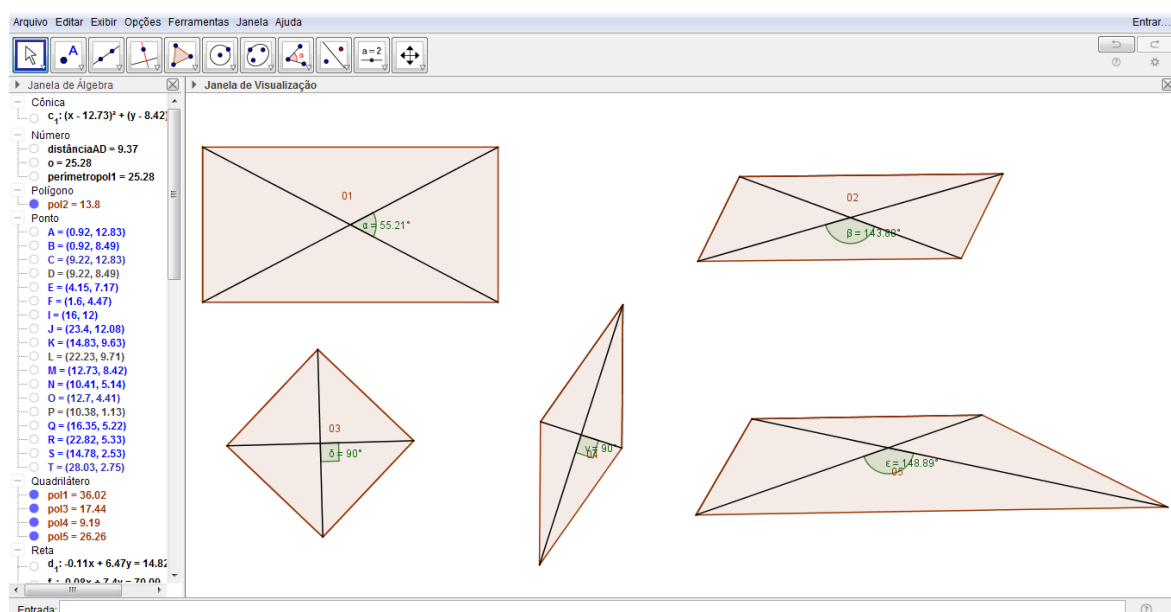 Arquivo Editar Exibir Opções Ferramentas Janela Ajuda Entrar...
A a=2
Janela de Álgebra
Janela de Visualização
Cônica
c₁: (x - 12.73)² + (y - 8.42)
Número
distânciaAD = 9.37
o = 25.28
perimetropol1 = 25.28
Polígono
pol2 = 13.8
Ponto
A = (0.92, 12.83)
B = (0.92, 8.49)
C = (9.22, 12.83)
D = (9.22, 8.49)
E = (4.15, 7.17)
F = (1.6, 4.47)
I = (16, 12)
J = (23.4, 12.08)
K = (14.83, 9.63)
L = (22.23, 9.71)
M = (12.73, 8.42)
N = (10.41, 5.14)
O = (12.7, 4.41)
P = (10.38, 1.13)
Q = (16.35, 5.22)
R = (22.82, 5.33)
S = (14.78, 2.53)
T = (28.03, 2.75)
Quadrilátero
pol1 = 36.02
pol3 = 17.44
pol4 = 9.19
pol5 = 26.26
Reta
d₁: -0.11x + 6.47y = 14.82
01
α = 55.21°
02
β = 143.88°
03
δ = 90°
γ = 90°
04
ε = 148.89°
05
Entrada: